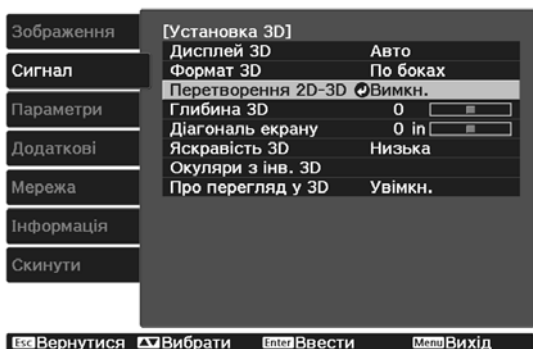 Зображення
Сигнал
Параметри
Додаткові
Мережа
Інформація
Скинути
[Установка 3D]
Дисплей 3D Авто
Формат 3D По боках
Перетворення 2D-3D Вимкн.
Глибина 3D 0
Діагональ екрану 0 in
Яскравість 3D Низька
Окуляри з інв. 3D
Про перегляд у 3D Увімкн.
Esc Вернутися Вибрати Enter Ввести Menu Вихід